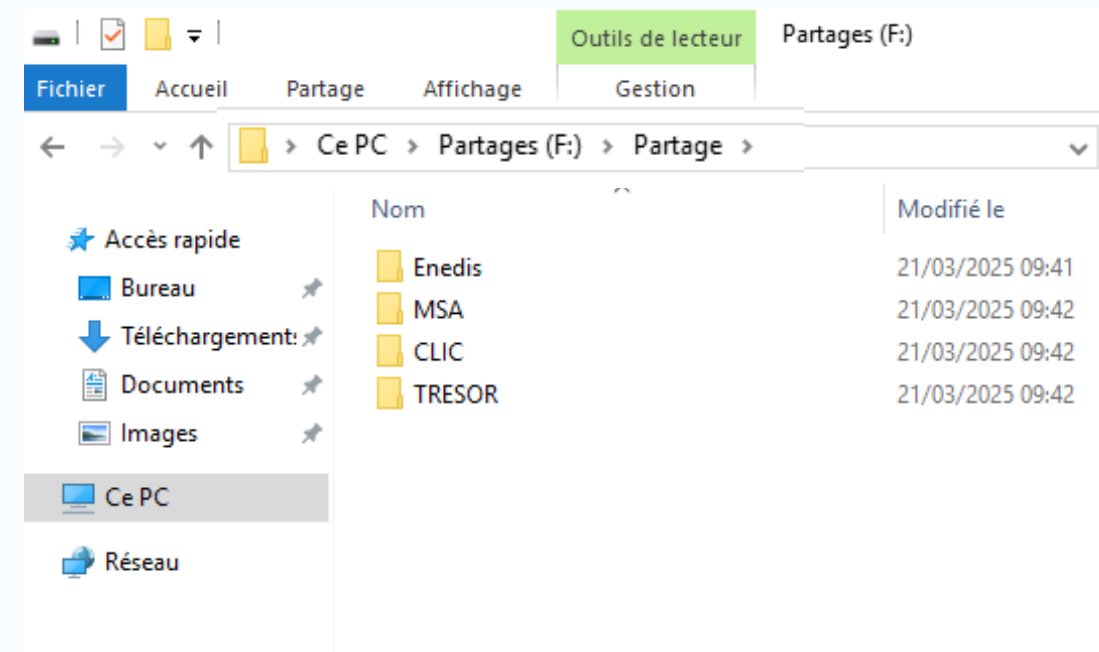 Outils de lecteur Partages (F:)
Fichier Accueil Partage Affichage Gestion
Ce PC > Partages (F:) > Partage >
Nom Modifié le
Accès rapide
Bureau
Téléchargements
Documents
Images
Ce PC
Réseau
Enedis 21/03/2025 09:41
MSA 21/03/2025 09:42
CLIC 21/03/2025 09:42
TRESOR 21/03/2025 09:42